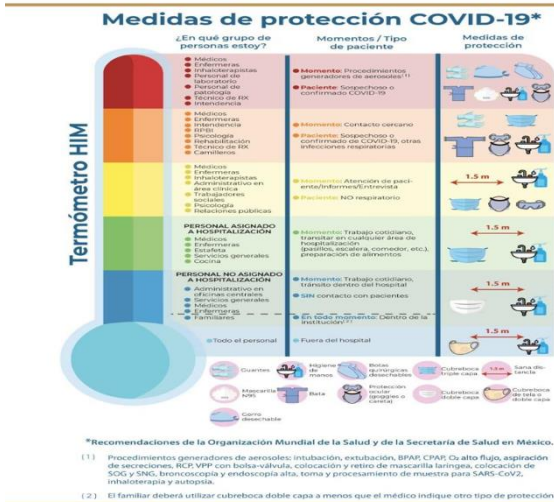 Medidas de protección COVID-19*
¿En qué grupo de
personas estoy?
Momentos / Tipo
de paciente
Medidas de
protección
Termómetro HIM
Médicos
Enfermeras
Inhaloterapistas
Personal de
laboratorio
Personal de
patología
Técnico de RX
Intendencia
Momento: Procedimientos
generadores de aerosoles
Paciente: Sospechoso o
confirmado COVID-19
Médicos
Enfermeras
Intendencia
RPBI
Psicología
Rehabilitación
Técnico de RX
Camilleros
Momento: Contacto cercano
Paciente: Sospechoso o
confirmado de COVID-19, otras
infecciones respiratorias
Médicos
Enfermeras
Inhaloterapistas
Administrativo en
área clínica
Trabajadores
sociales
Psicología
Relaciones públicas
Momento: Atención de paci-
ente/Informes/Entrevista
Paciente: NO respiratorio
1.5 m
PERSONAL ASIGNADO
A HOSPITALIZACIÓN
Médicos
Enfermeras
Estafeta
Servicios generales
Cocina
Momento: Trabajo cotidiano,
transitar en cualquier área de
hospitalización
(pasillos, escalera, comedor, etc.),
preparación de alimentos
1.5 m
PERSONAL NO ASIGNADO
A HOSPITALIZACIÓN
Administrativo en
oficinas centrales
Servicios generales
Médicos
Enfermeras
Familiares
Momento: Trabajo cotidiano,
tránsito dentro del hospital
SIN contacto con pacientes
En todo momento: Dentro de la
institución
1.5 m
Todo el personal
Fuera del hospital
1.5 m
Guantes
Higiene
de manos
Botas
quirúrgicas
desechables
Cubreboca
triple capa
1.5 m
Sana dis-
tancia
Mascarilla
N95
Bata
Protección
ocular
(goggles o
careta)
Cubreboca
doble capa
Cubreboca
de tela o
doble capa
Gorro
desechable
*Recomendaciones de la Organización Mundial de la Salud y de la Secretaría de Salud en México.
(1) Procedimientos generadores de aerosoles: intubación, extubación, BPAP, CPAP, O₂ alto flujo, aspiración
de secreciones, RCP, VPP con bolsa-válvula, colocación y retiro de mascarilla laríngea, colocación de
SOG y SNG, broncoscopía y endoscopía alta, toma y procesamiento de muestra para SARS-CoV2,
inhaloterapia y autopsia.
(2) El familiar deberá utilizar cubreboca doble capa a menos que el médico indique otro tipo de protección